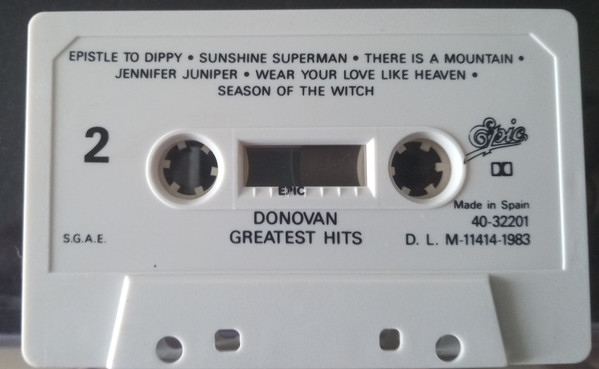 EPISTLE TO DIPPY • SUNSHINE SUPERMAN • THERE IS A MOUNTAIN •
JENNIFER JUNIPER • WEAR YOUR LOVE LIKE HEAVEN •
SEASON OF THE WITCH
2
Epic
EPIC
Made in Spain
DONOVAN
40-32201
S.G.A.E.
GREATEST HITS
D. L. M-11414-1983